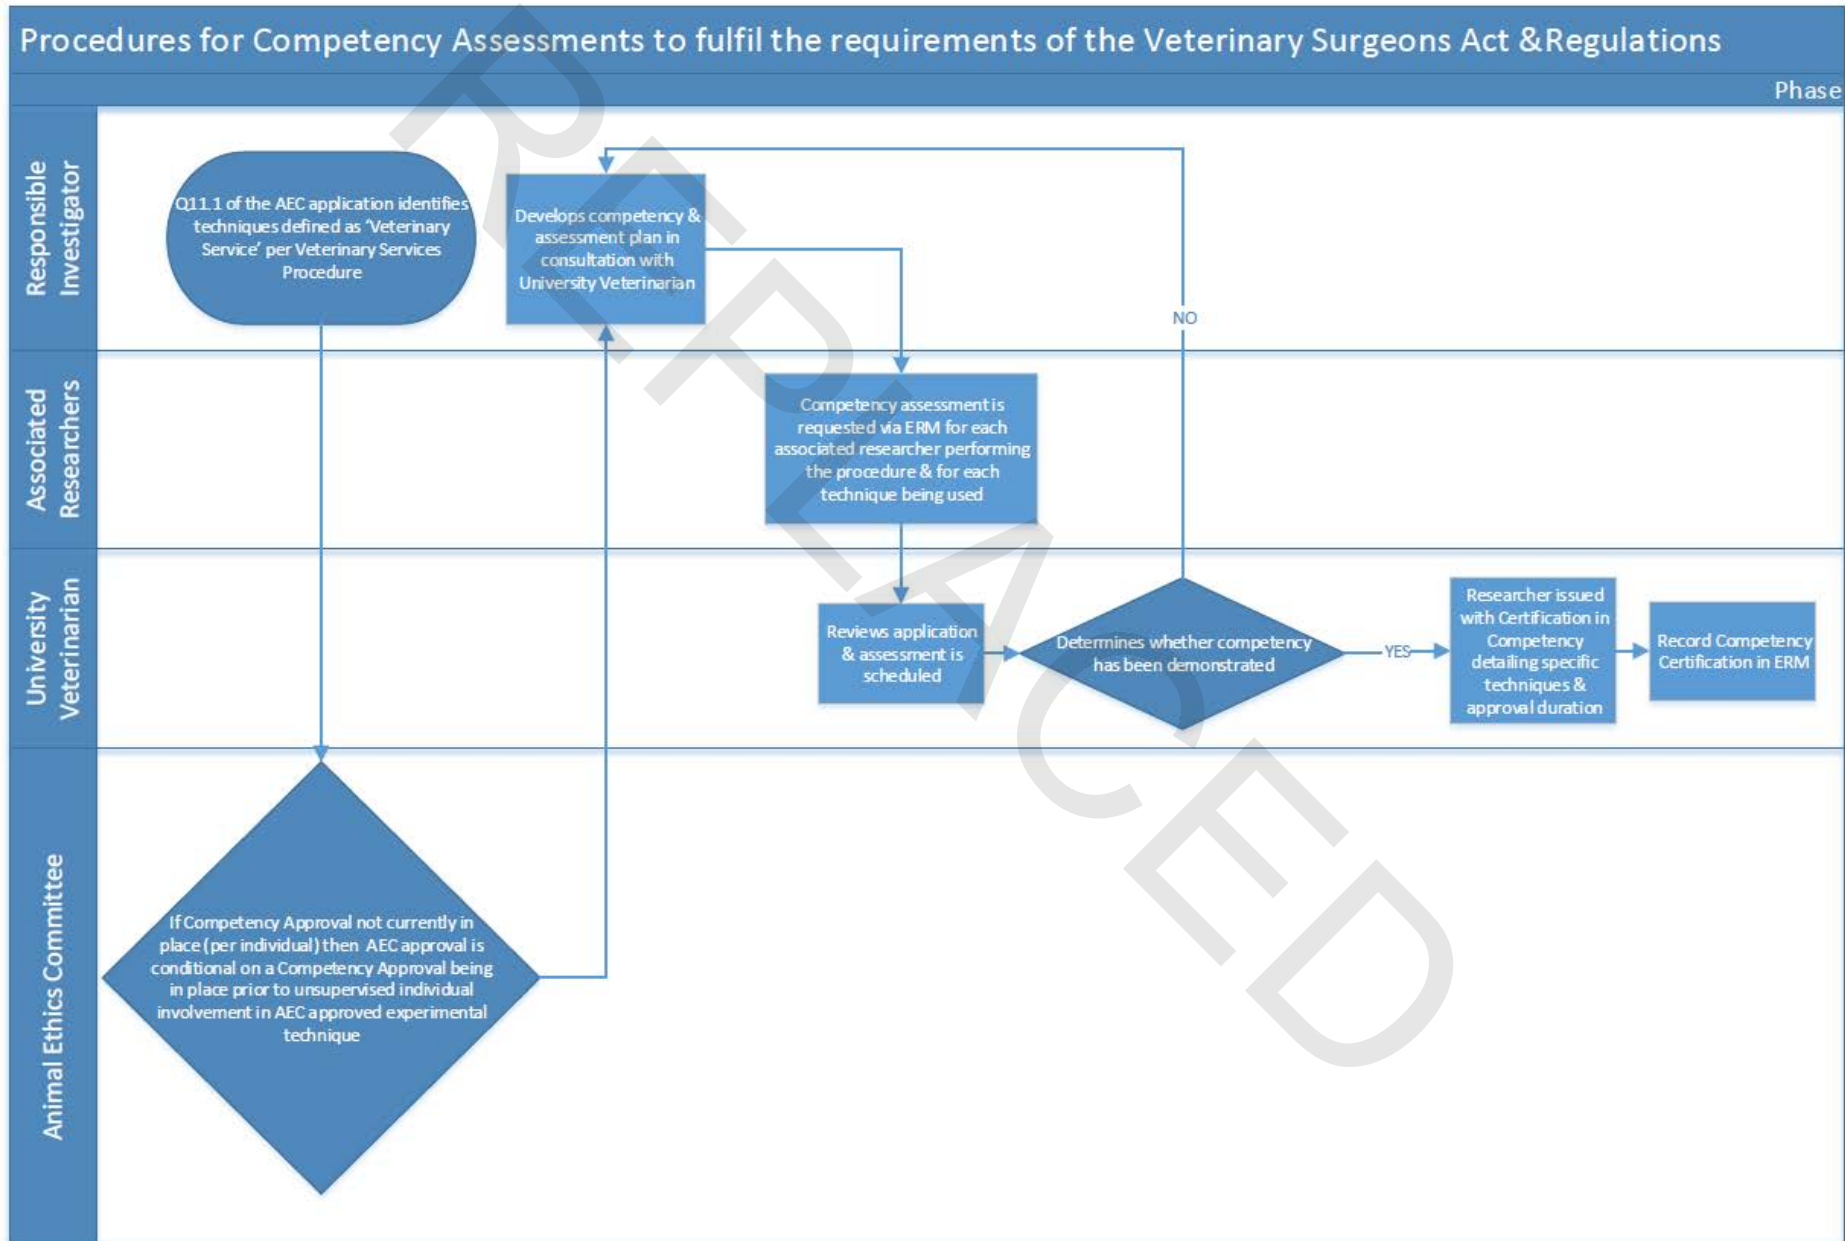 Procedures for Competency Assessments to fulfil the requirements of the Veterinary Surgeons Act &Regulations
Phase
Responsible
Investigator
Q11.1 of the AEC application identifies
techniques defined as ‘Veterinary
Service’ per Veterinary Services
Procedure
Develops competency &
assessment plan in
consultation with
University Veterinarian
NO
Associated
Researchers
Competency assessment is
requested via ERM for each
associated researcher performing
the procedure & for each
technique being used
University
Veterinarian
Reviews application
& assessment is
scheduled
Determines whether competency
has been demonstrated
YES
Researcher issued
with Certification in
Competency
detailing specific
techniques &
approval duration
Record Competency
Certification in ERM
Animal Ethics Committee
If Competency Approval not currently in
place (per individual) then AEC approval is
conditional on a Competency Approval being
in place prior to unsupervised individual
involvement in AEC approved experimental
technique
REPLACED